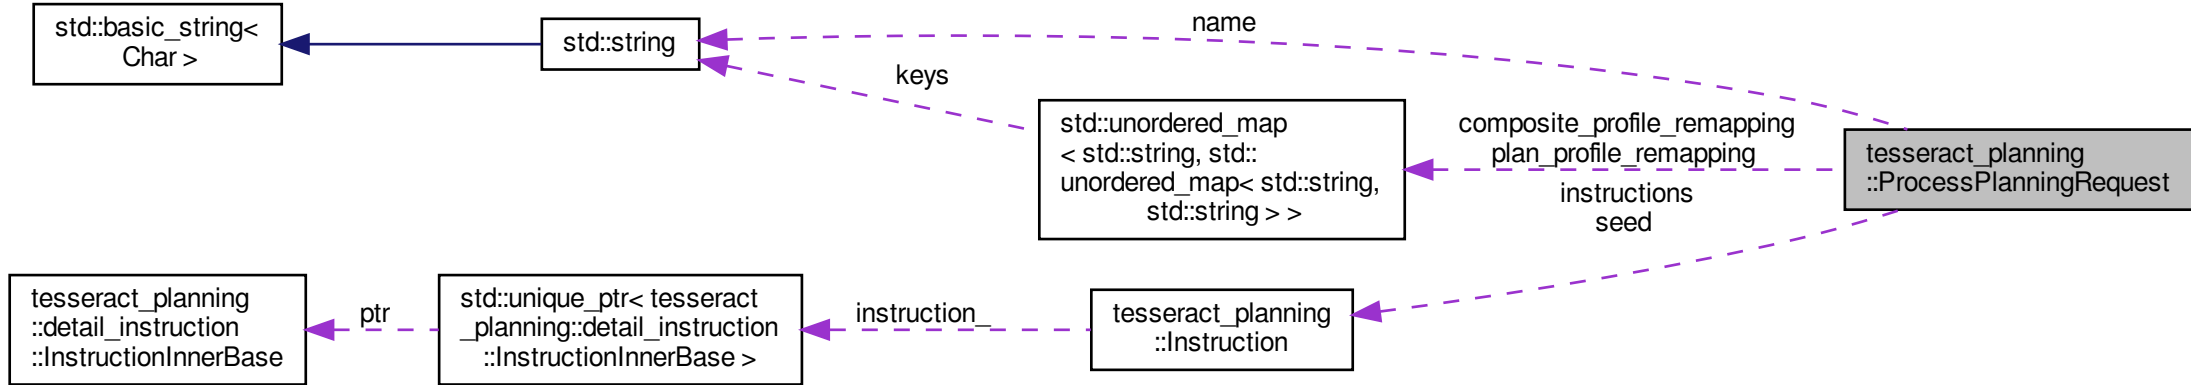 std::basic_string<
Char >
std::string
name
keys
std::unordered_map
< std::string, std::
unordered_map< std::string,
std::string > >
composite_profile_remapping
plan_profile_remapping
instructions
seed
tesseract_planning
::ProcessPlanningRequest
tesseract_planning
::detail_instruction
::InstructionInnerBase
ptr
std::unique_ptr< tesseract
_planning::detail_instruction
::InstructionInnerBase >
instruction_
tesseract_planning
::Instruction